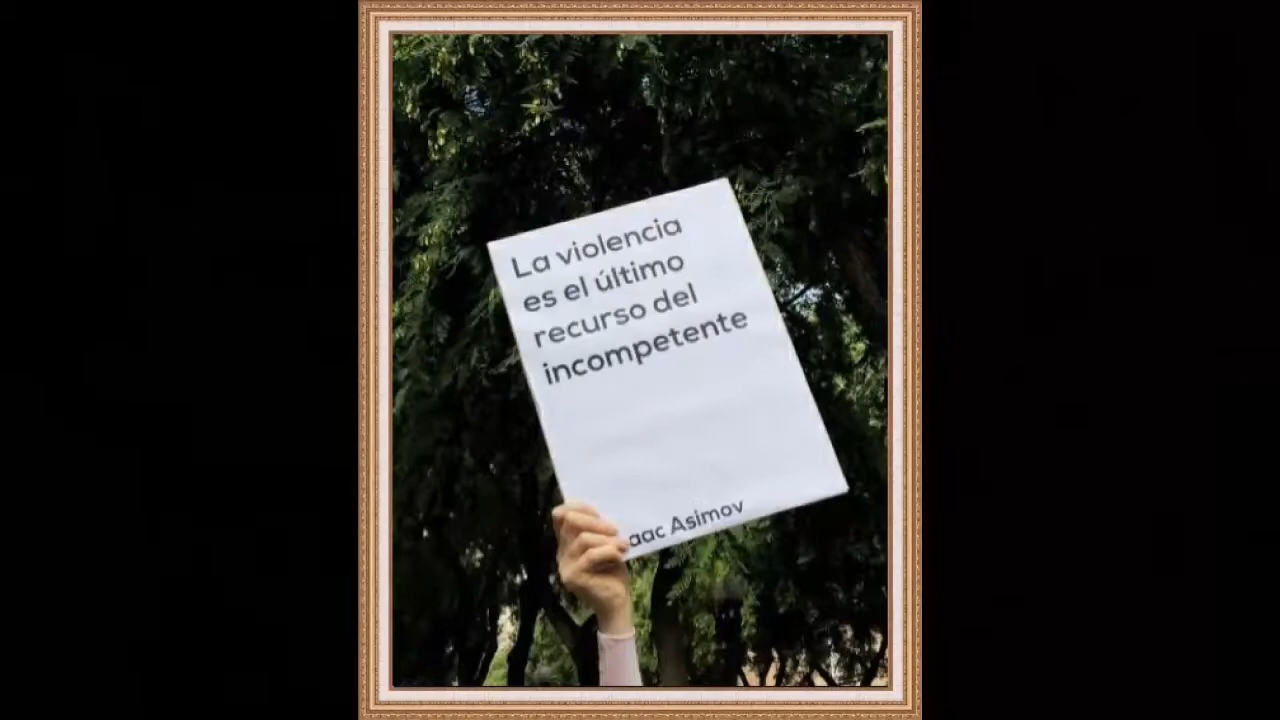 La violencia
es el último
recurso del
incompetente
aac Asimov